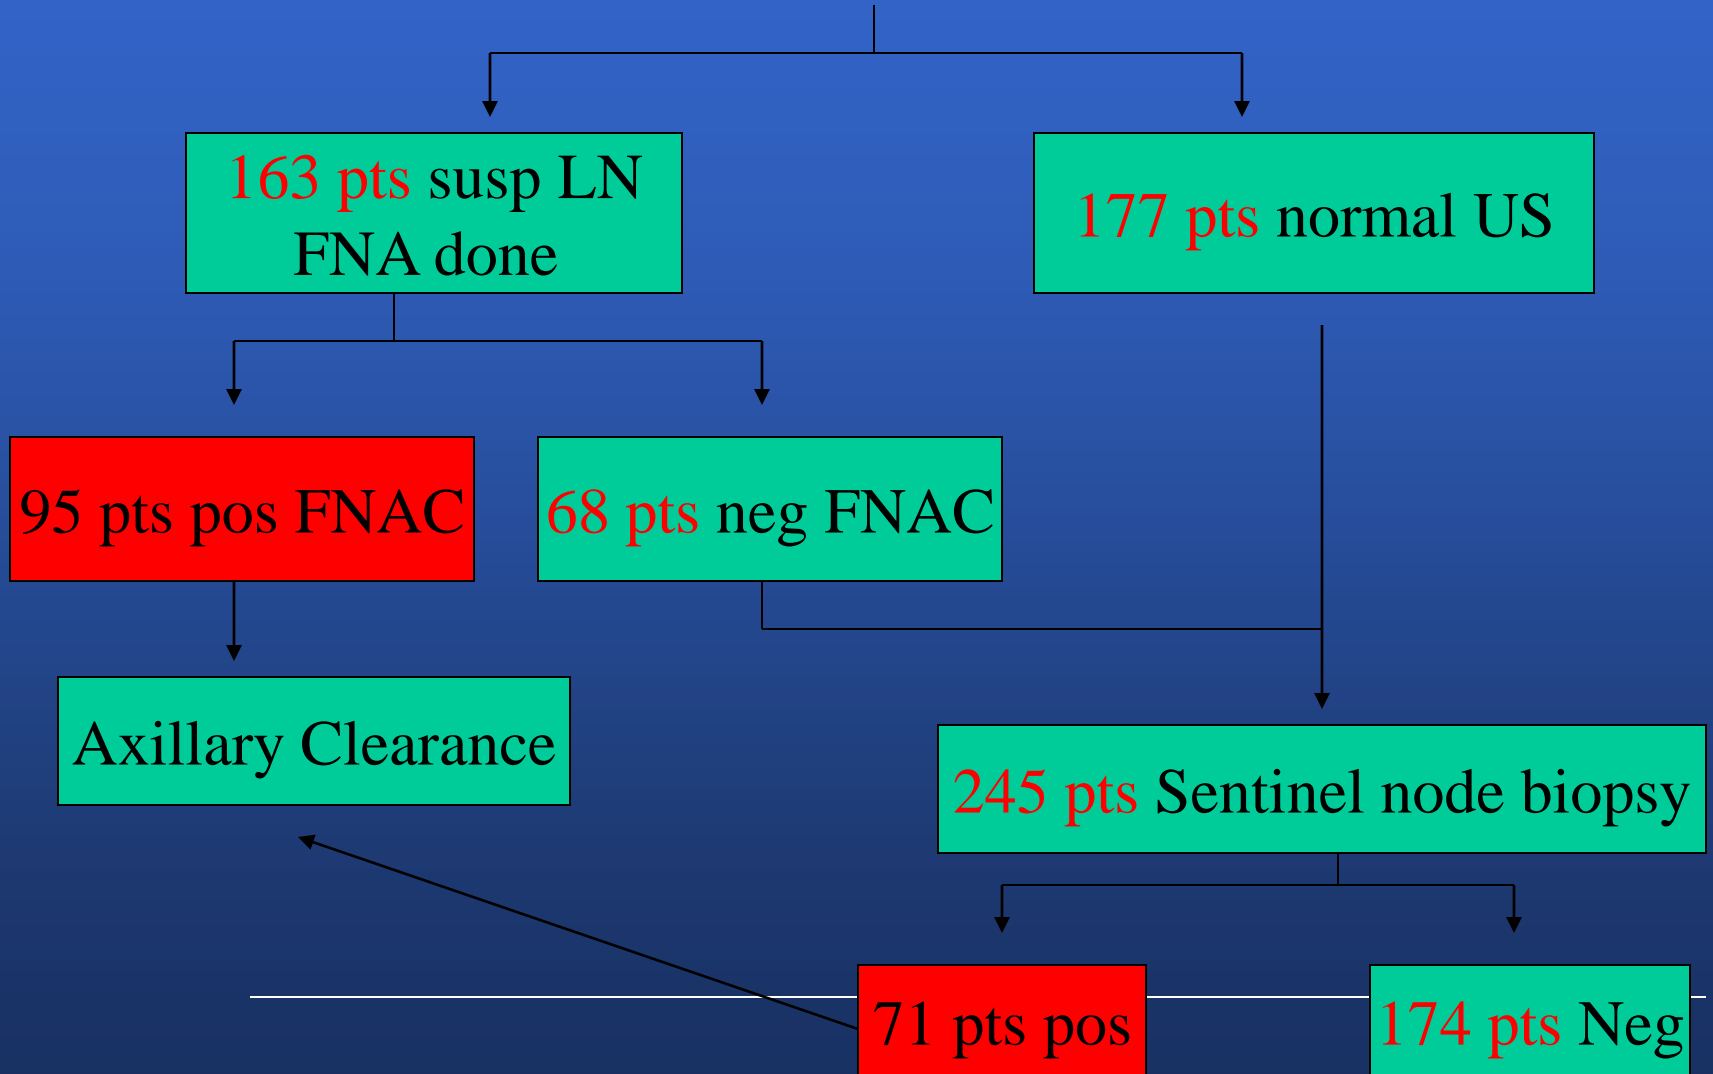 163 pts susp LN
FNA done
177 pts normal US
95 pts pos FNAC
68 pts neg FNAC
Axillary Clearance
245 pts Sentinel node biopsy
71 pts pos
174 pts Neg